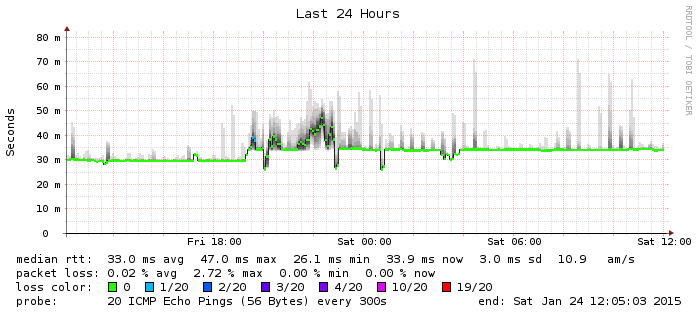 Last 24 Hours
RRDTOOL / TOBI OETIKER
Seconds
80 m
70 m
60 m
50 m
40 m
30 m
20 m
10 m
0
Fri 18:00 Sat 00:00 Sat 06:00 Sat 12:00
median rtt: 33.0 ms avg 47.0 ms max 26.1 ms min 33.9 ms now 3.0 ms sd 10.9 am/s
packet loss: 0.02 % avg 2.72 % max 0.00 % min 0.00 % now
loss color: 0 1/20 2/20 3/20 4/20 10/20 19/20
probe: 20 ICMP Echo Pings (56 Bytes) every 300s end: Sat Jan 24 12:05:03 2015